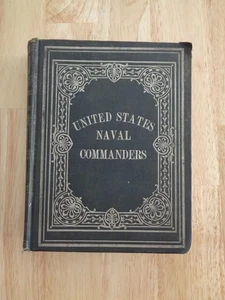 UNITED STATES
NAVAL
COMMANDERS